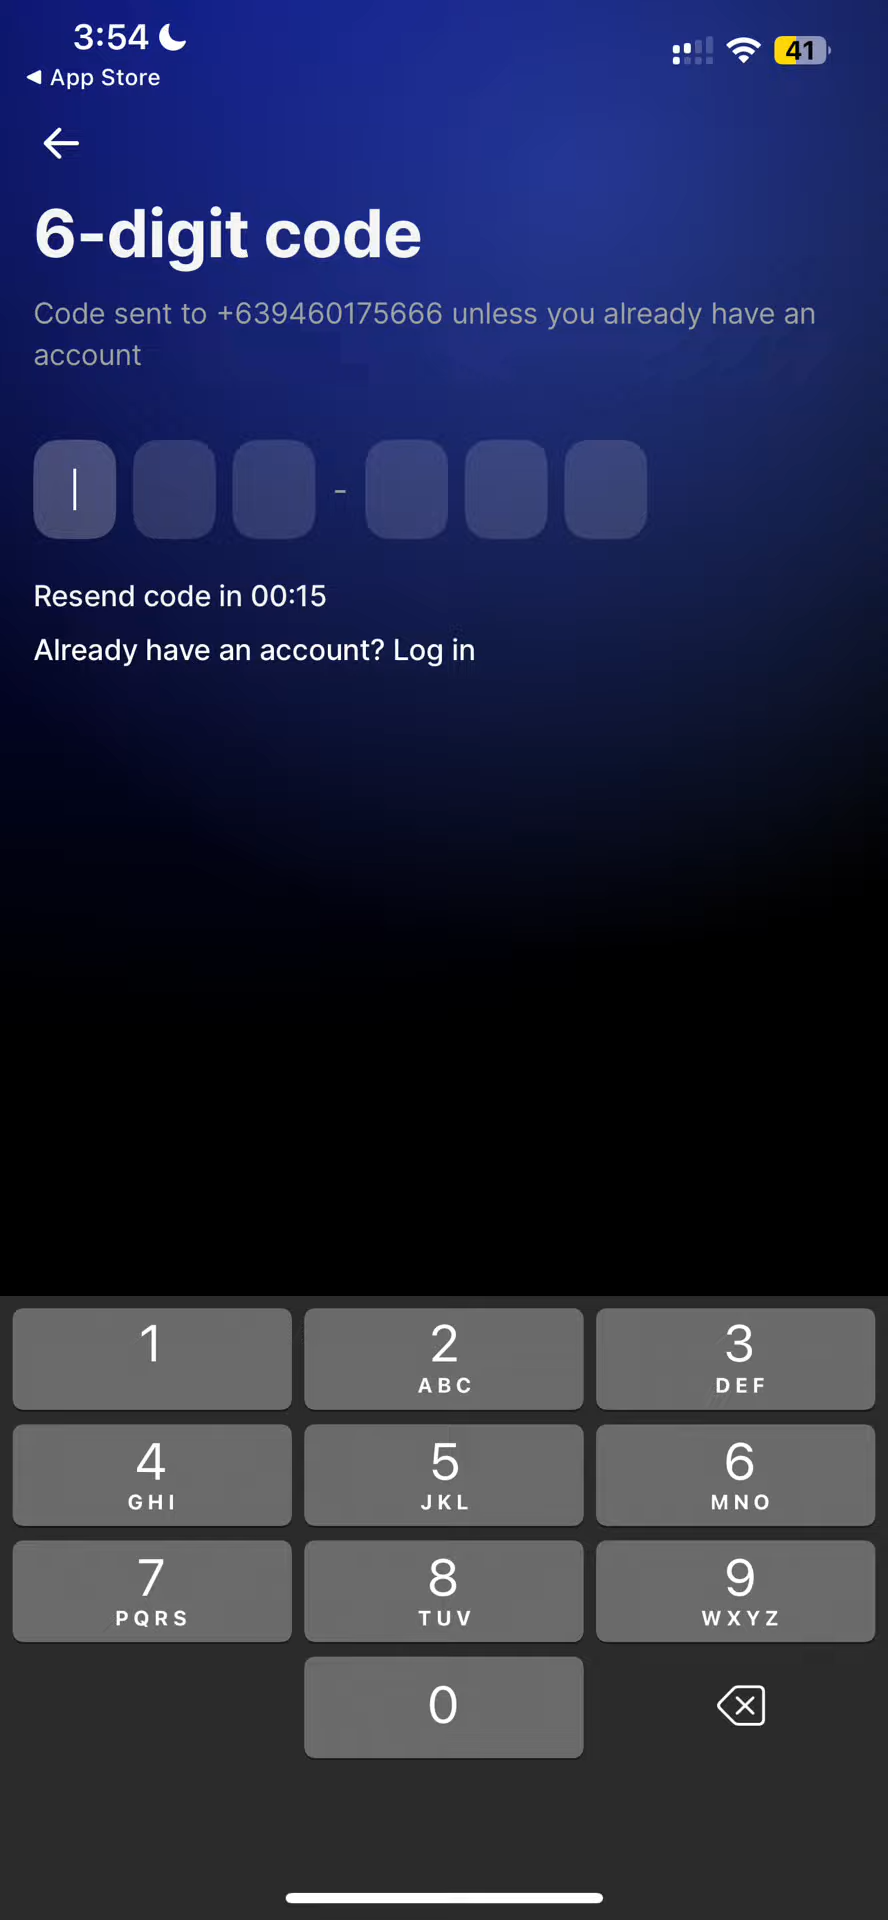 3:54
41
App Store
6-digit code
Code sent to +639460175666 unless you already have an
account
-
Resend code in 00:15
Already have an account? Log in
1
2
ABC
3
DEF
4
GHI
5
JKL
6
MNO
7
PQRS
8
TUV
9
WXYZ
0